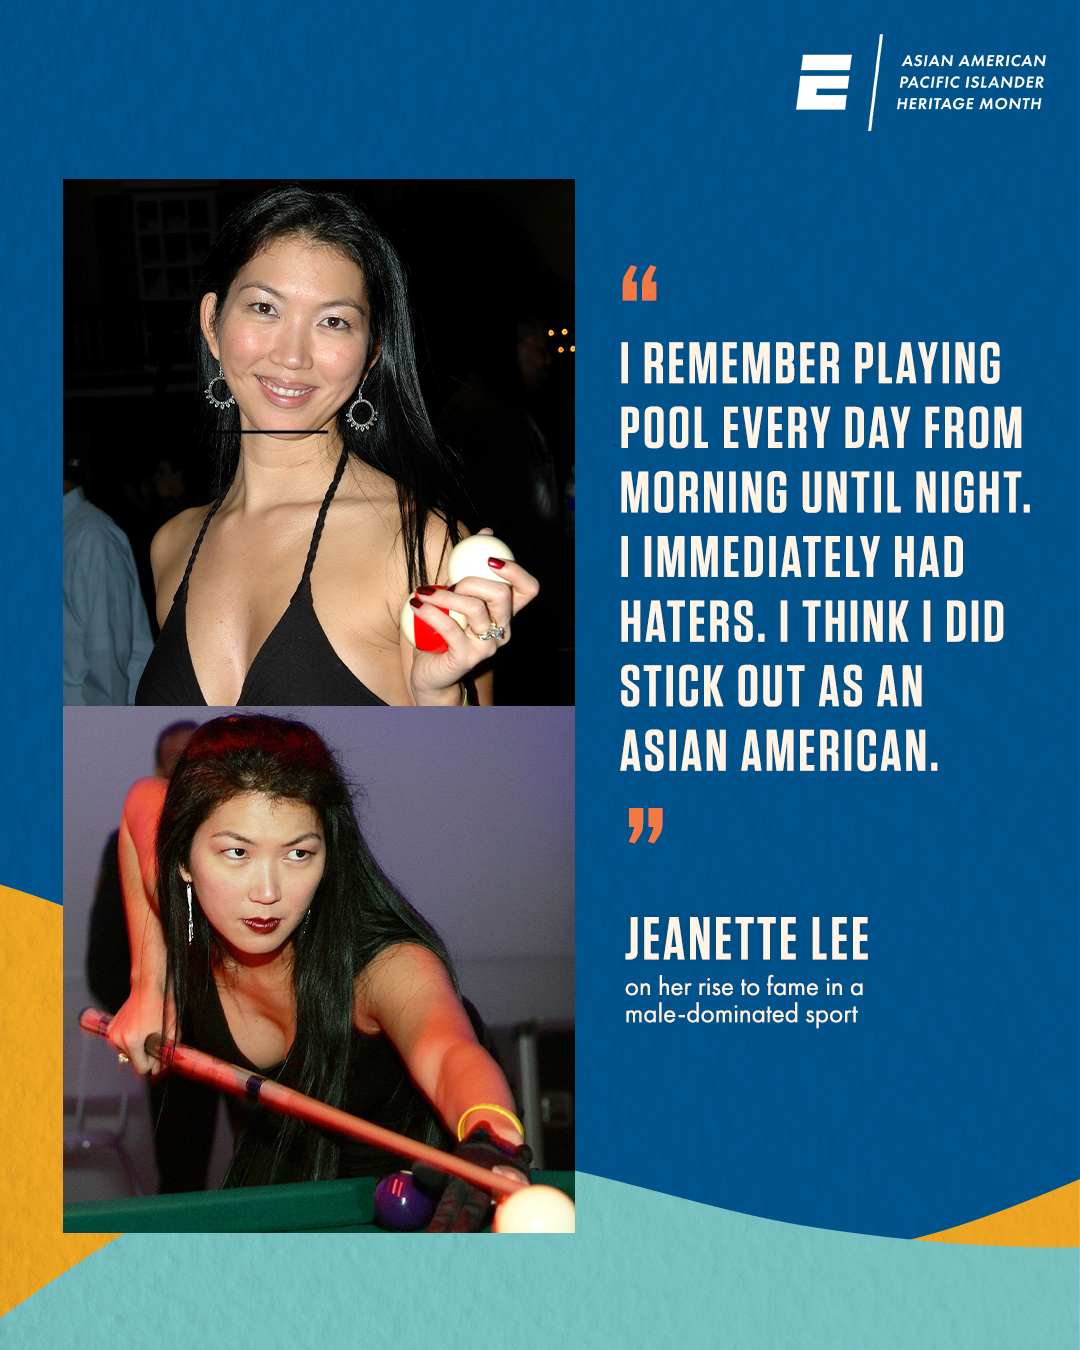 E
ASIAN AMERICAN
PACIFIC ISLANDER
HERITAGE MONTH
“
I REMEMBER PLAYING
POOL EVERY DAY FROM
MORNING UNTIL NIGHT.
I IMMEDIATELY HAD
HATERS. I THINK I DID
STICK OUT AS AN
ASIAN AMERICAN.
”
JEANETTE LEE
on her rise to fame in a
male-dominated sport